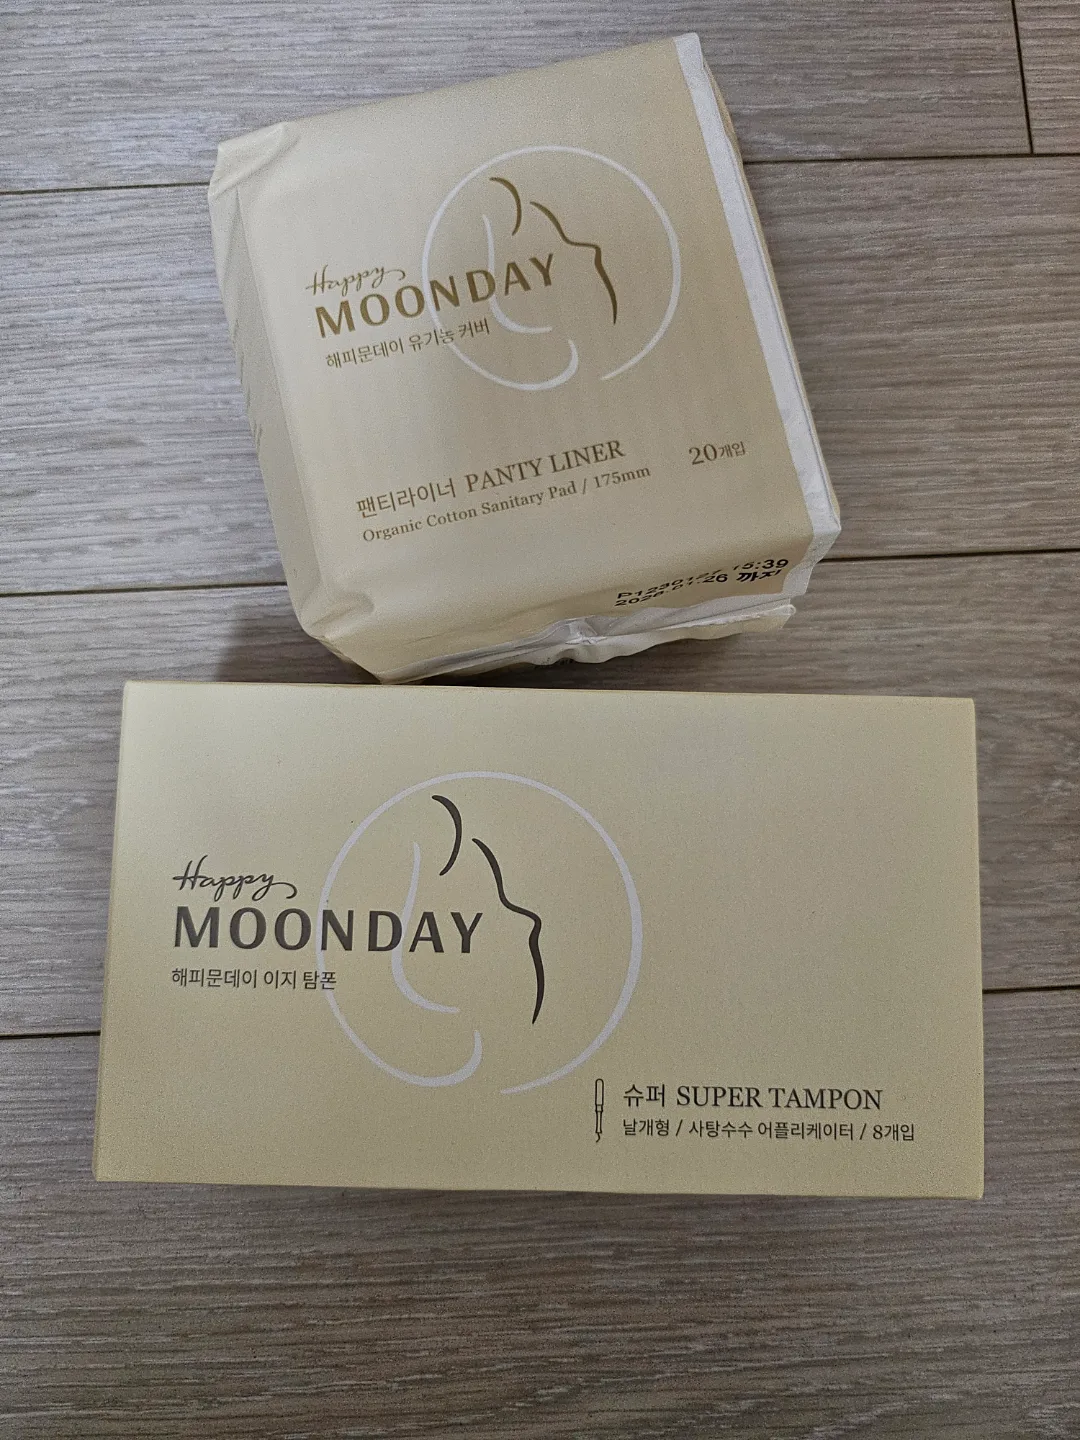 Happy
MOONDAY
해피문데이 유기농 커버
팬티라이너 PANTY LINER 20개입
Organic Cotton Sanitary Pad / 175mm
15:39
까지
Happy
MOONDAY
해피문데이 이지 탐폰
슈퍼 SUPER TAMPON
날개형 / 사탕수수 어플리케이터 / 8개입